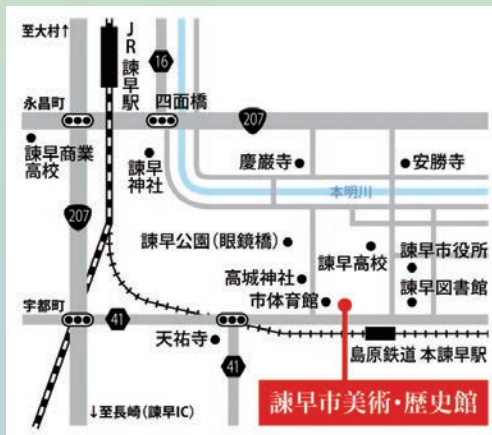 至大村↑
JR諫早駅
16
永昌町
四面橋
207
諫早商業
高校
諫早
神社
慶巌寺
安勝寺
207
本明川
諫早公園(眼鏡橋)
諫早高校
諫早市役所
高城神社
市体育館
諫早図書館
宇都町
41
天祐寺
41
島原鉄道 本諫早駅
↓至長崎(諫早IC)
諫早市美術・歴史館